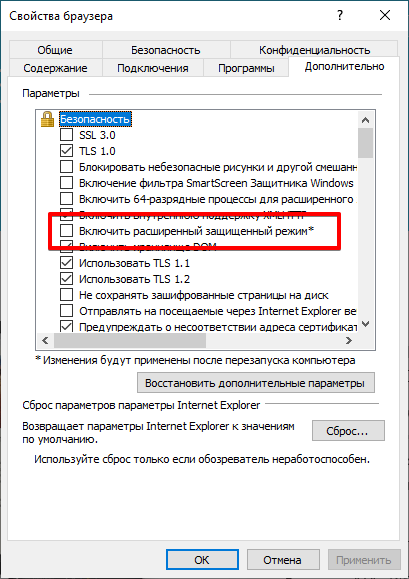 Свойства браузера
Общие Безопасность Конфиденциальность
Содержание Подключения Программы Дополнительно
Параметры
Безопасность
SSL 3.0
TLS 1.0
Блокировать небезопасные рисунки и другой смешанн
Включение фильтра SmartScreen Защитника Windows
Включить 64-разрядные процессы для расширенного
Включить внутреннюю поддержку XMLHTTP
Включить расширенный защищенный режим*
Включить хранилище DOM
Использовать TLS 1.1
Использовать TLS 1.2
Не сохранять зашифрованные страницы на диск
Отправлять на посещаемые через Internet Explorer ве
Предупреждать о несоответствии адреса сертификат
*Изменения будут применены после перезапуска компьютера
Восстановить дополнительные параметры
Сброс параметров параметры Internet Explorer
Возвращает параметры Internet Explorer к значениям
по умолчанию.
Сброс...
Используйте сброс только если обозреватель неработоспособен.
ОК Отмена Применить